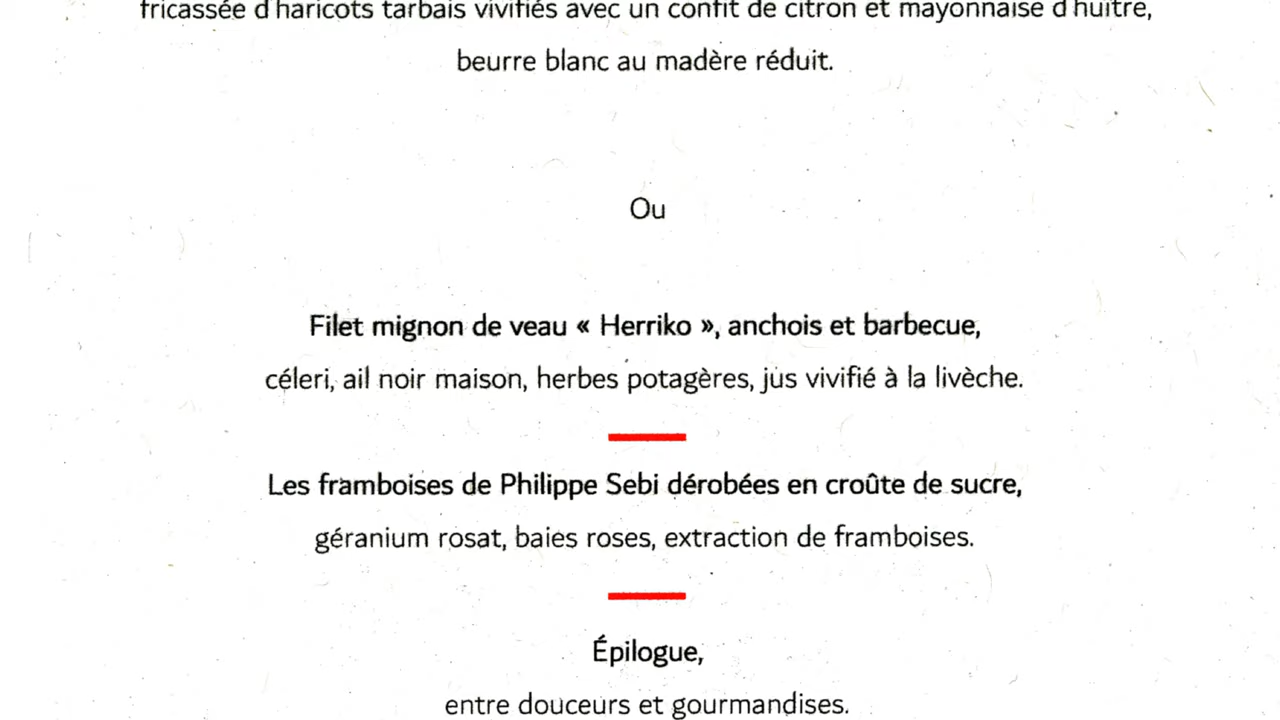 fricassée d'haricots tarbais vivifiés avec un confit de citron et mayonnaise d'huître,
beurre blanc au madère réduit.
Ou
Filet mignon de veau « Herriko », anchois et barbecue,
céleri, ail noir maison, herbes potagères, jus vivifié à la livèche.
Les framboises de Philippe Sebi dérobées en croûte de sucre,
géranium rosat, baies roses, extraction de framboises.
Épilogue,
entre douceurs et gourmandises.